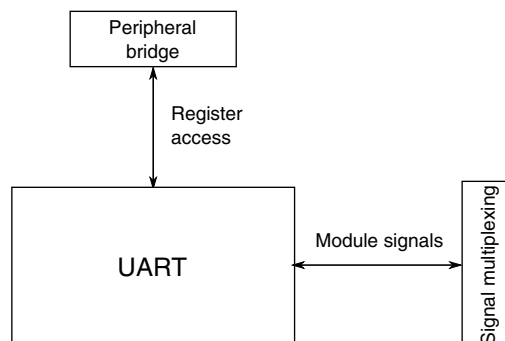 Peripheral
bridge
Register
access
UART
Module signals
Signal multiplexing